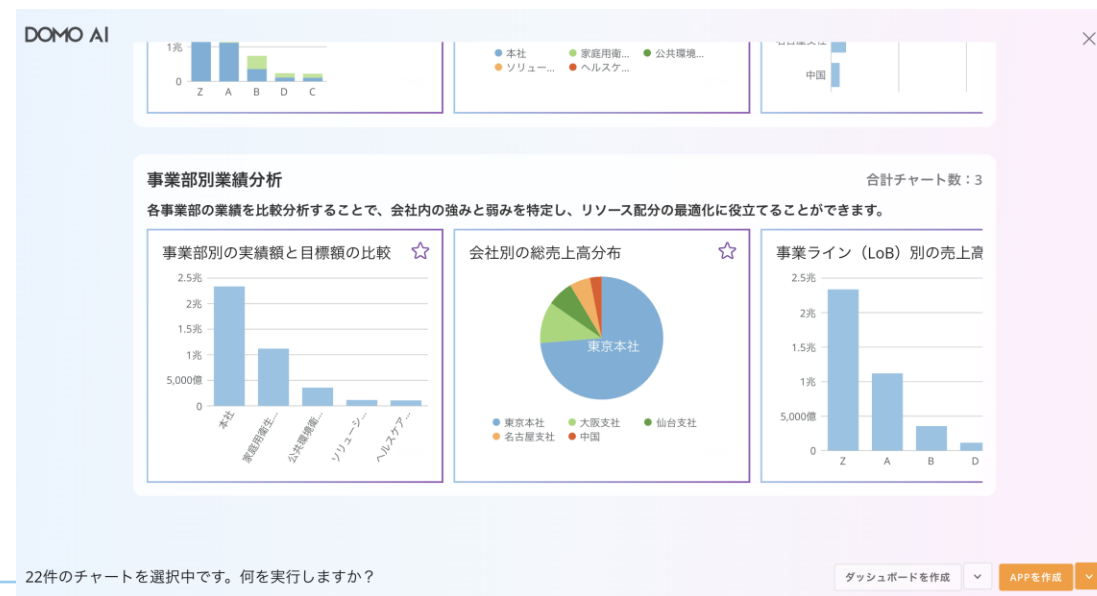 DOMO AI
1兆
0
Z A B D C
本社 家庭用衛... 公共環境...
ソリュー... ヘルスケ...
中国
事業部別業績分析
合計チャート数：3
各事業部の業績を比較分析することで、会社内の強みと弱みを特定し、リソース配分の最適化に役立てることができます。
事業部別の実績額と目標額の比較
2.5兆
2兆
1.5兆
1兆
5,000億
0
本社
家庭用衛生...
公共環境衛...
ソリューシ...
ヘルスケア...
会社別の総売上高分布
東京本社
東京本社 大阪支社 仙台支社
名古屋支社 中国
事業ライン（LoB）別の売上高
2.5兆
2兆
1.5兆
1兆
5,000億
0
Z A B D
22件のチャートを選択中です。何を実行しますか？
ダッシュボードを作成
APPを作成